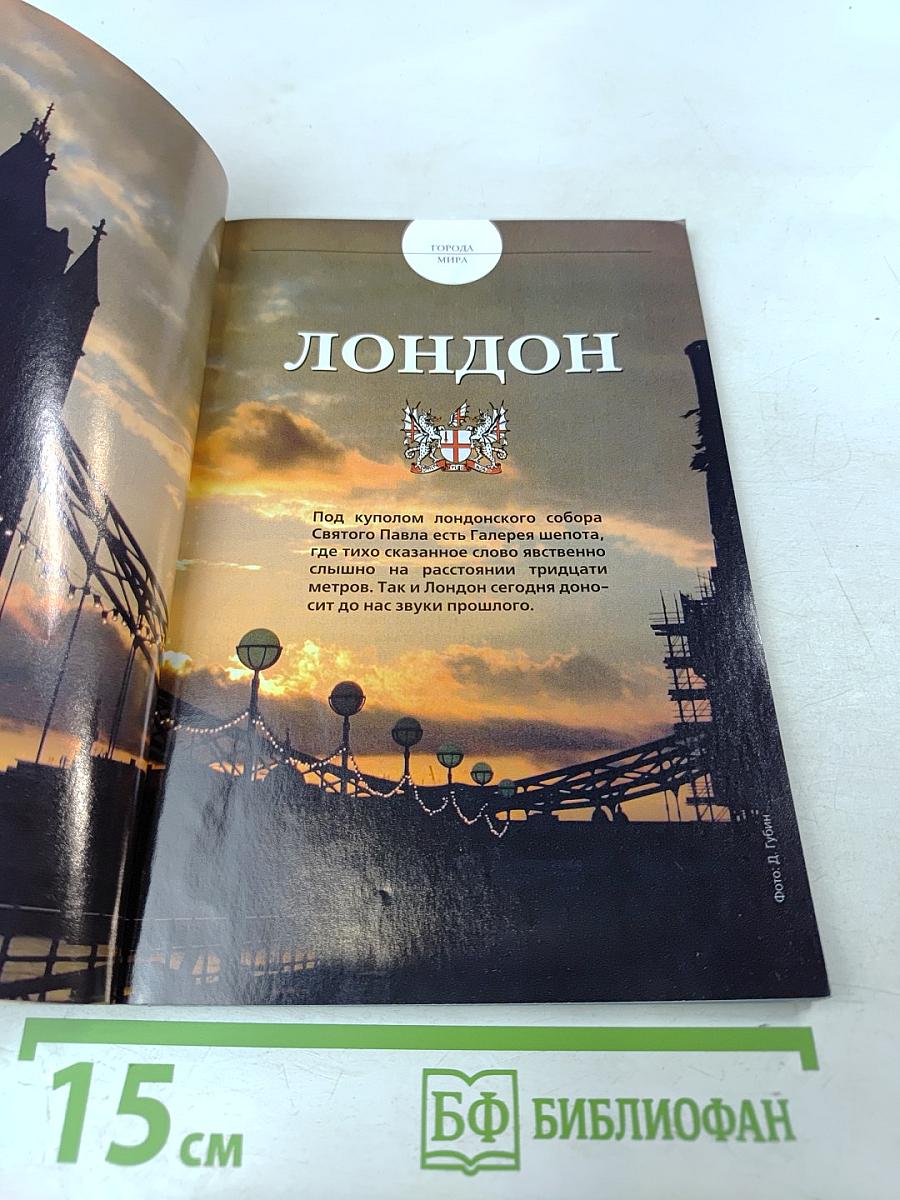 ГОРОДА
МИРА
ЛОНДОН
Под куполом лондонского собора
Святого Павла есть Галерея шепота,
где тихо сказанное слово явственно
слышно на расстоянии тридцати
метров. Так и Лондон сегодня доно-
сит до нас звуки прошлого.
Фото: Д. Губин
15 см
БФ БИБЛИОФАН